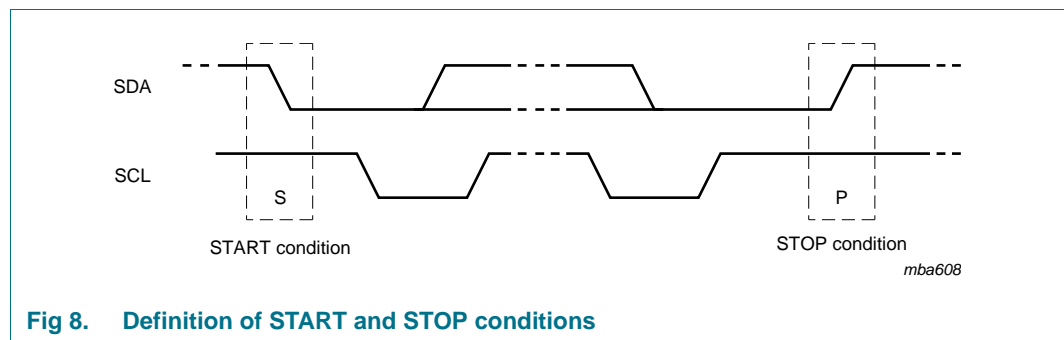 SDA
SCL
S
P
START condition
STOP condition
mba608
Fig 8. Definition of START and STOP conditions